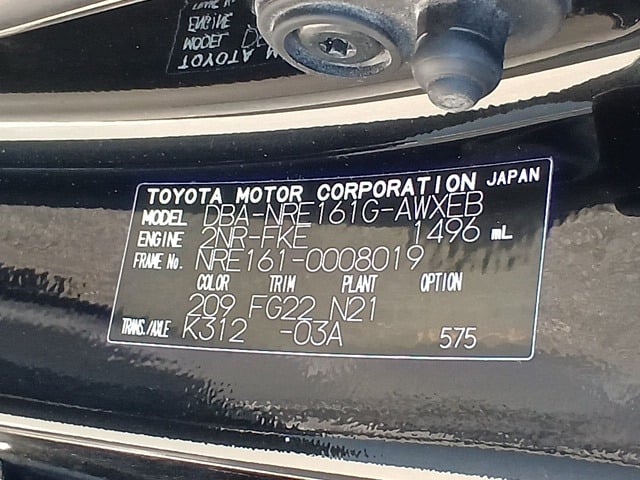 TOYOTA MOTOR CORPORATION JAPAN
MODEL DBA-NRE161G-AWXEB
ENGINE 2NR-FKE 1496 mL
FRAME No. NRE161-0008019
COLOR TRIM PLANT OPTION
209 FG22 N21
TRANS./AXLE K312 -03A 575